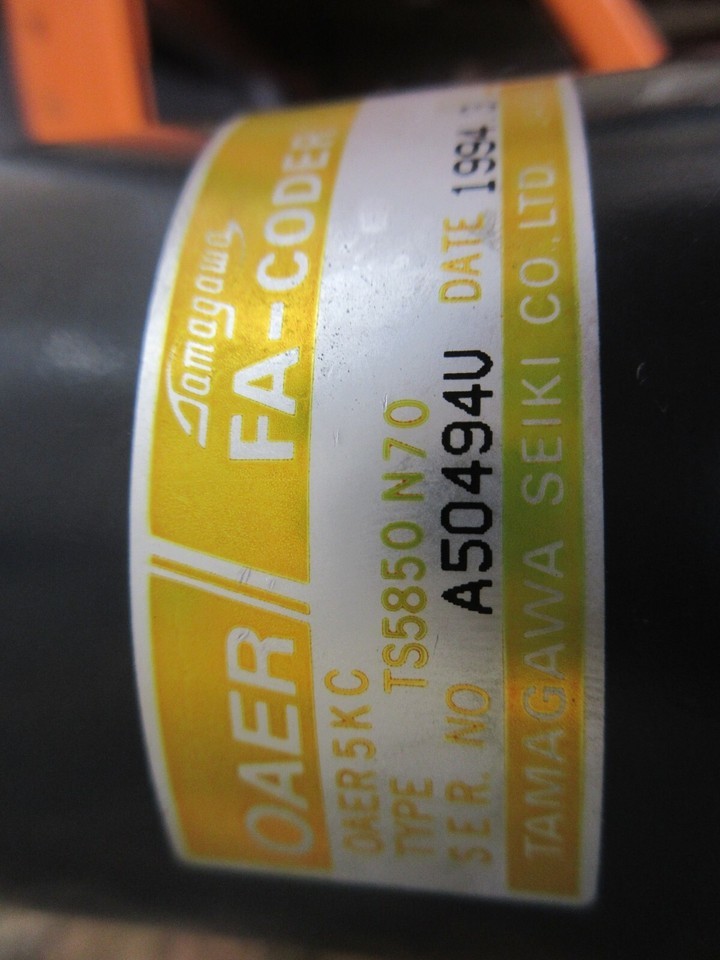 Tamagawa
OAER// FA-CODER
OAER5KC
TYPE TS5850N70
SER. NO A50494U DATE 1994.
TAMAGAWA SEIKI CO.,LTD